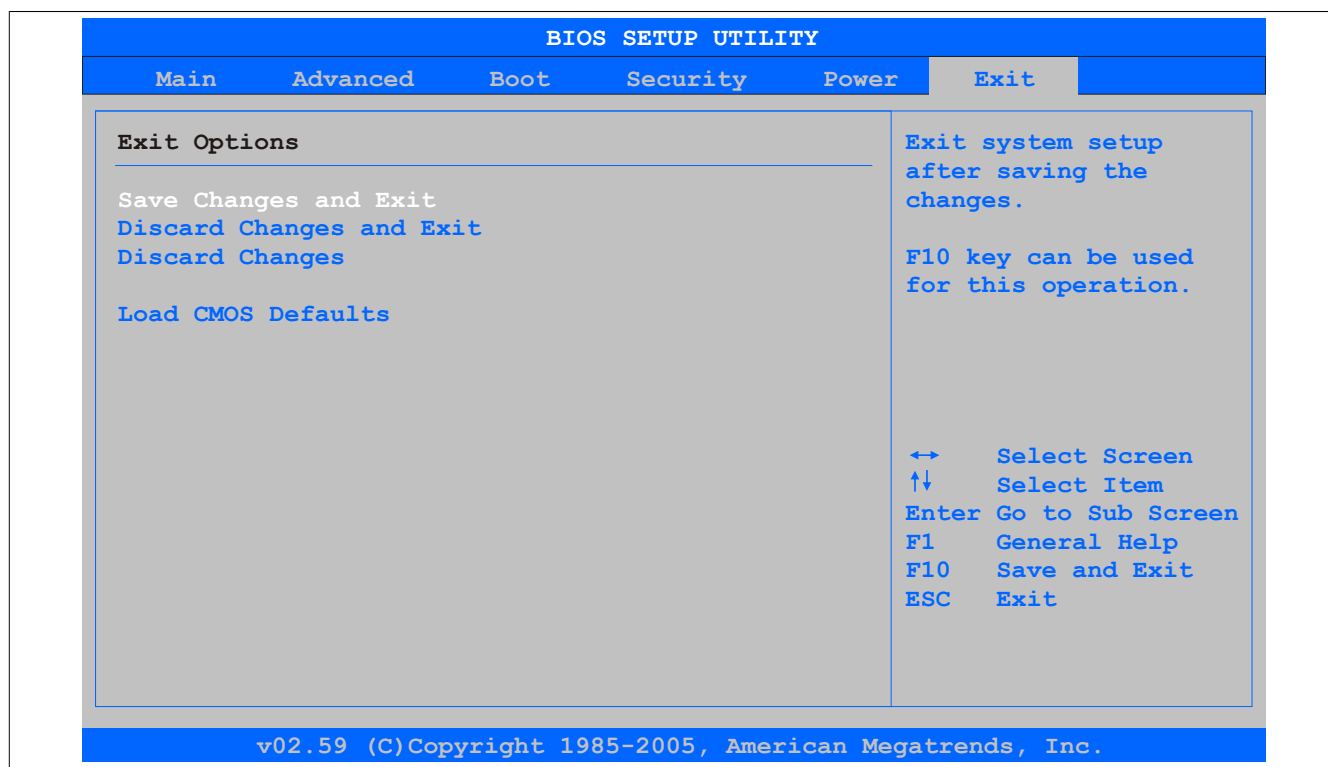 BIOS SETUP UTILITY
Main Advanced Boot Security Power Exit
Exit Options
Save Changes and Exit
Discard Changes and Exit
Discard Changes
Load CMOS Defaults
Exit system setup
after saving the
changes.
F10 key can be used
for this operation.
↔ Select Screen
↑↓ Select Item
Enter Go to Sub Screen
F1 General Help
F10 Save and Exit
ESC Exit
v02.59 (C)Copyright 1985-2005, American Megatrends, Inc.